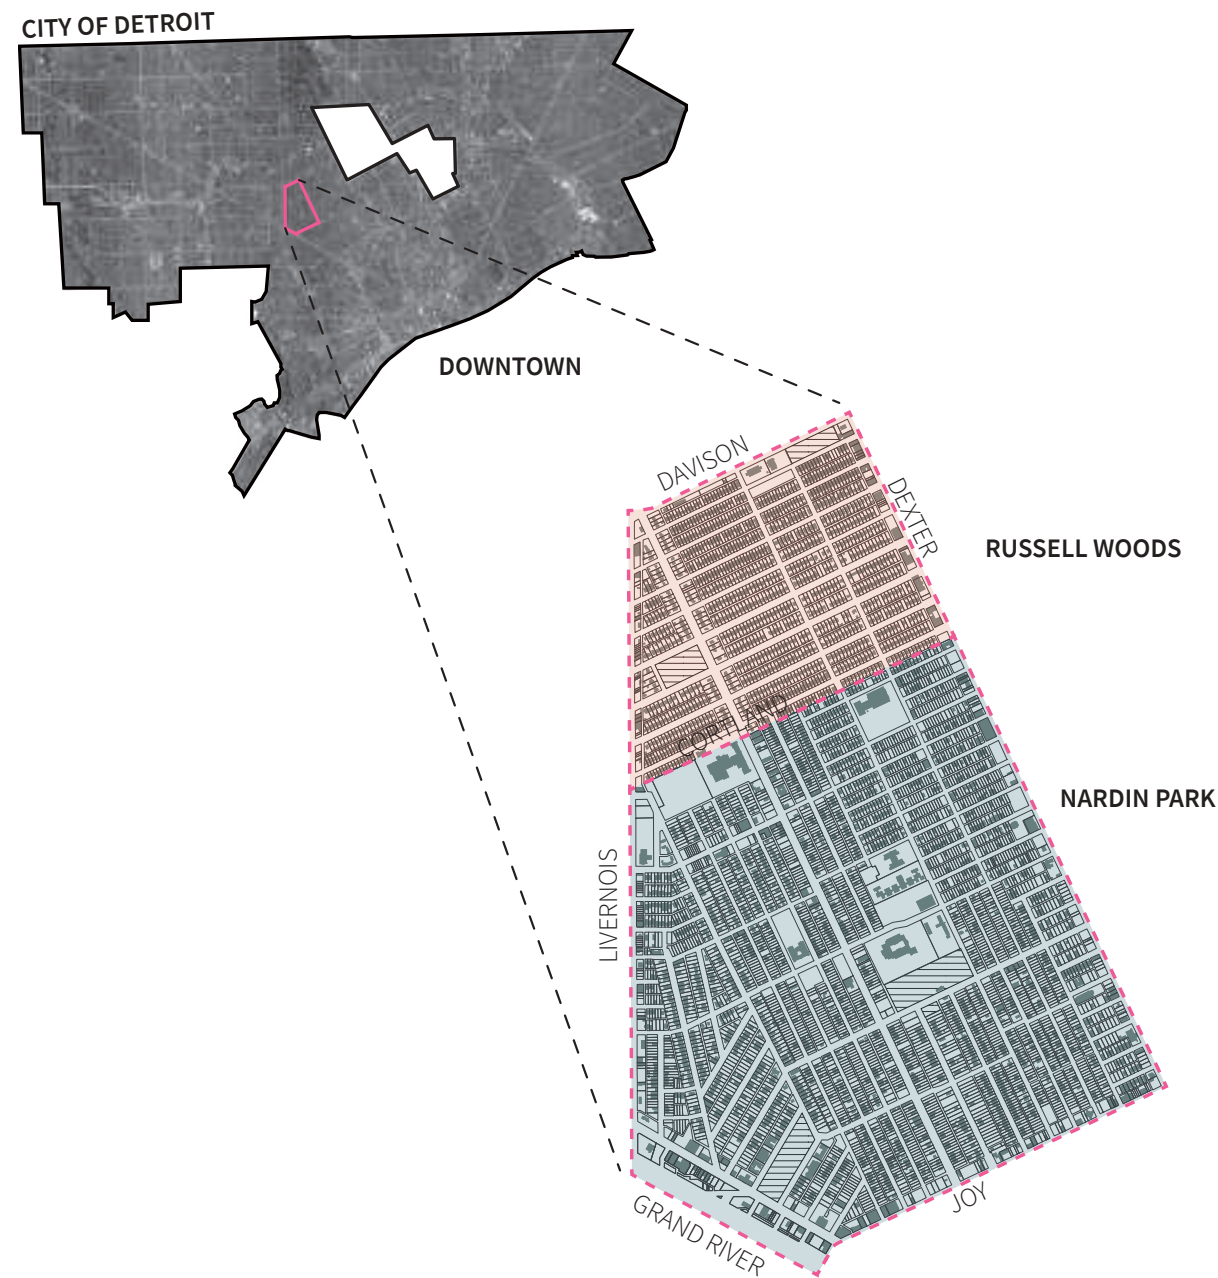 CITY OF DETROIT
DOWNTOWN
DAVISON
DEXTER
RUSSELL WOODS
CORTLAND
NARDIN PARK
LIVERNOIS
JOY
GRAND RIVER